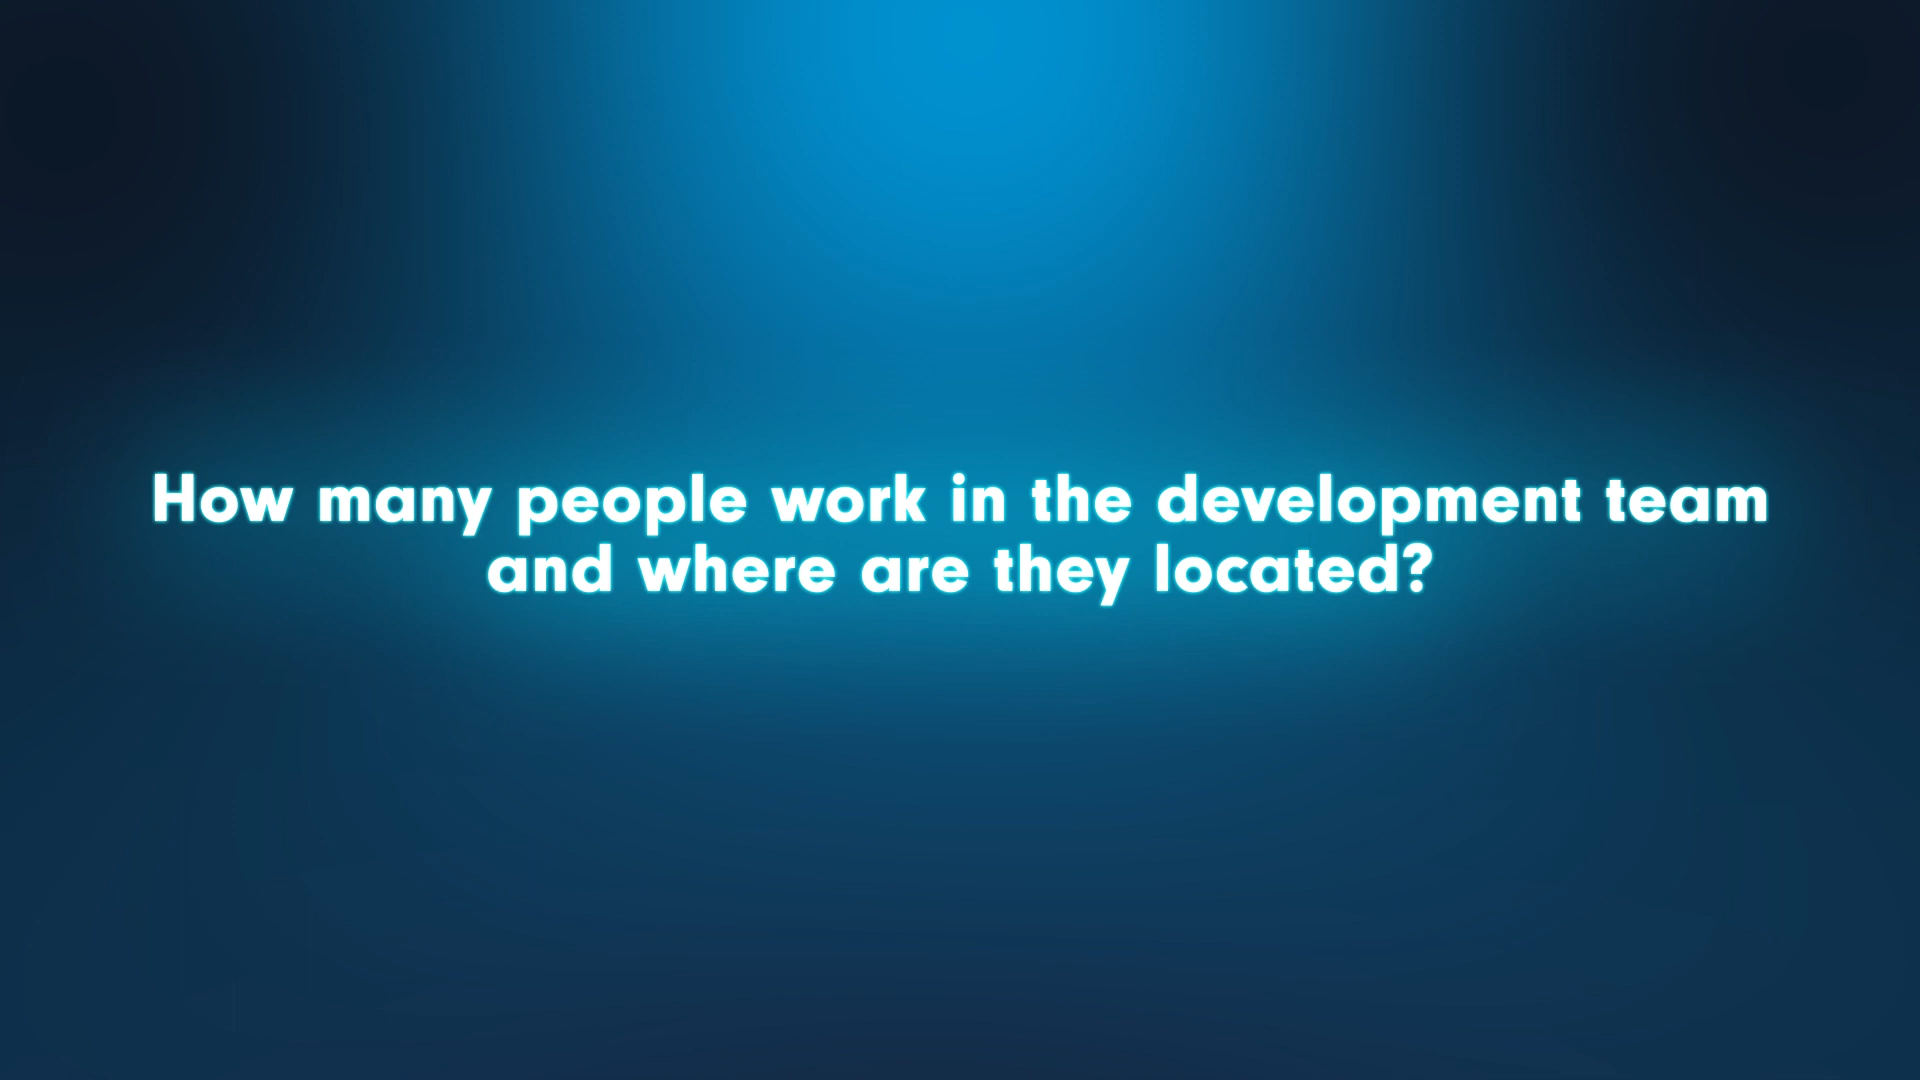 How many people work in the development team
and where are they located?